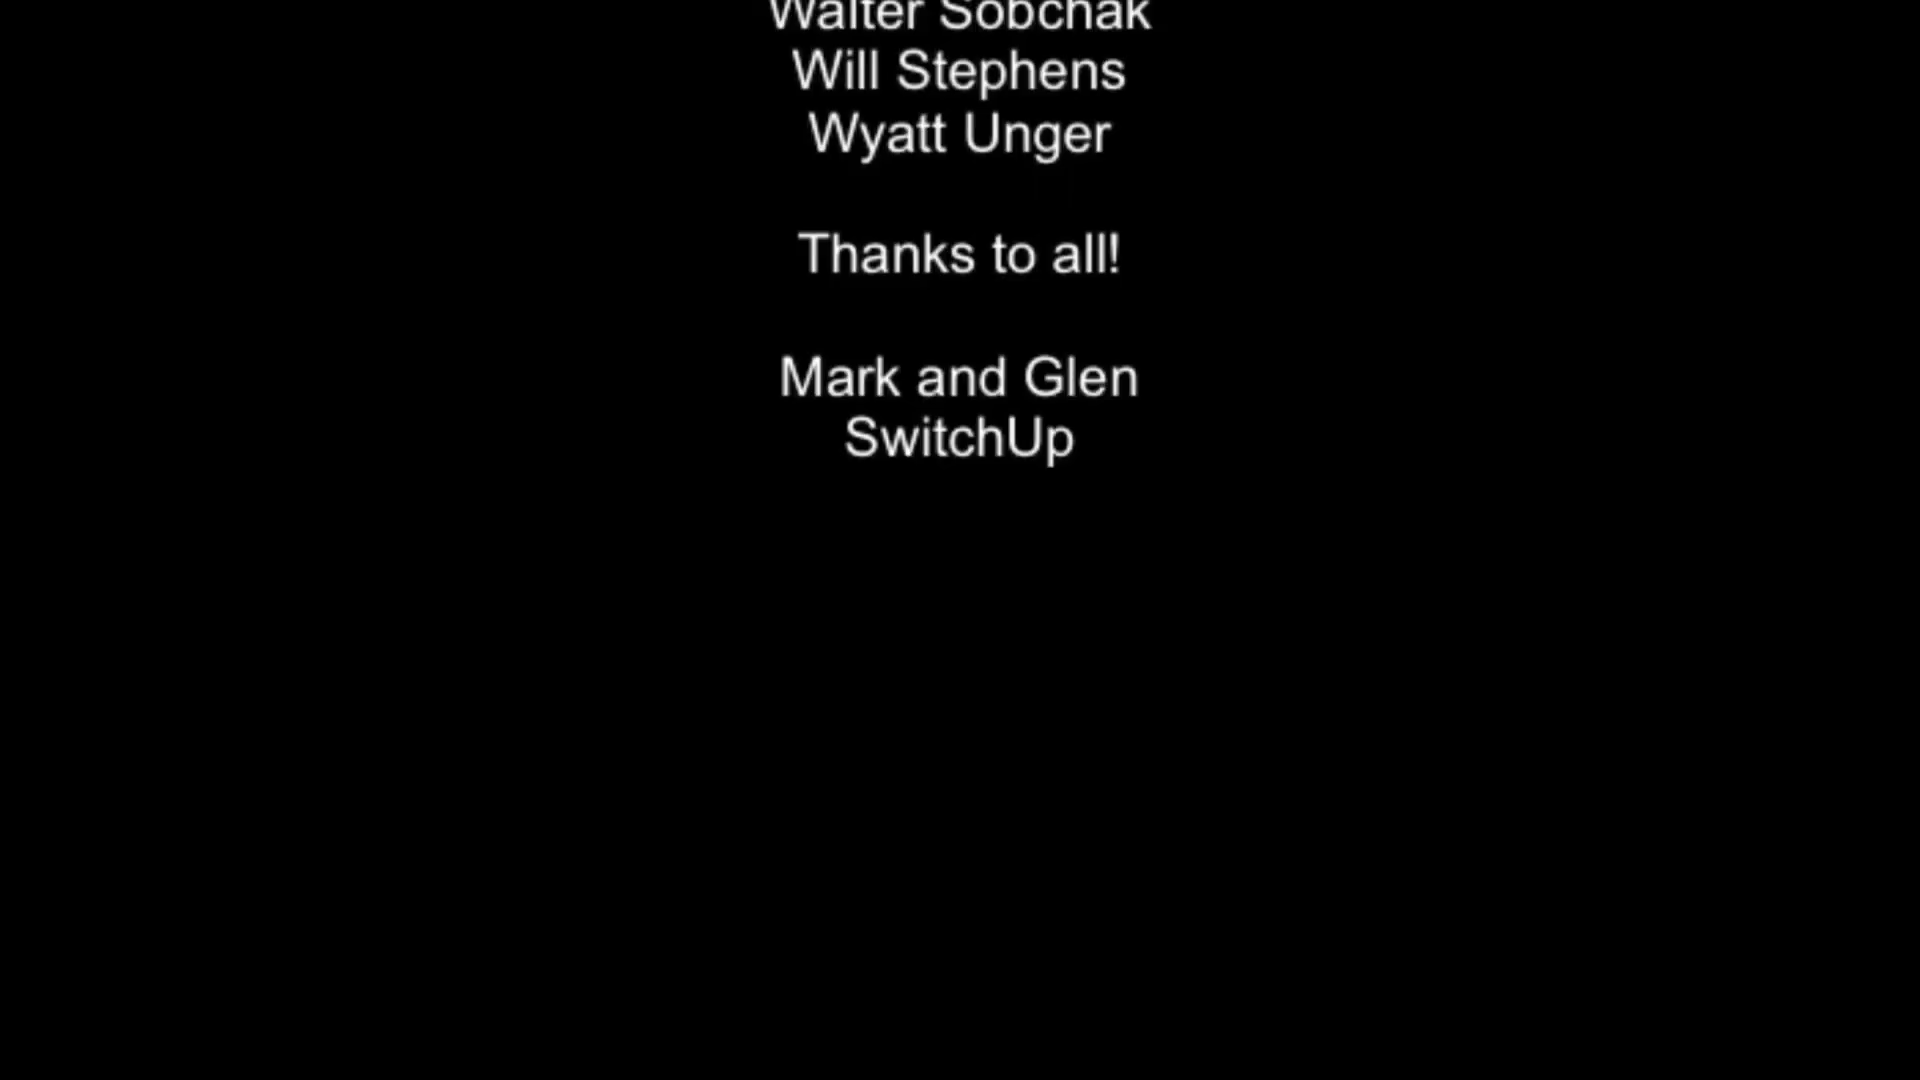 Walter Sobchak
Will Stephens
Wyatt Unger
Thanks to all!
Mark and Glen
SwitchUp